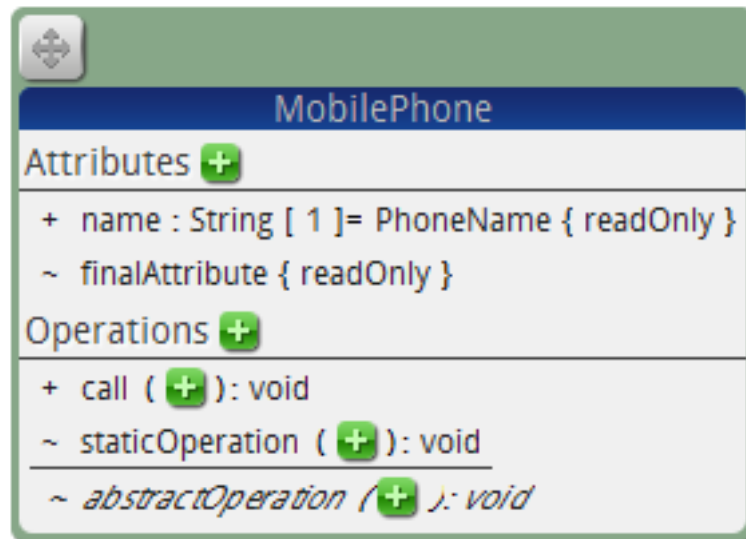 MobilePhone
Attributes
+ name : String [ 1 ]= PhoneName { readOnly }
~ finalAttribute { readOnly }
Operations
+ call ( + ): void
~ staticOperation ( + ): void
~ abstractOperation ( + ): void